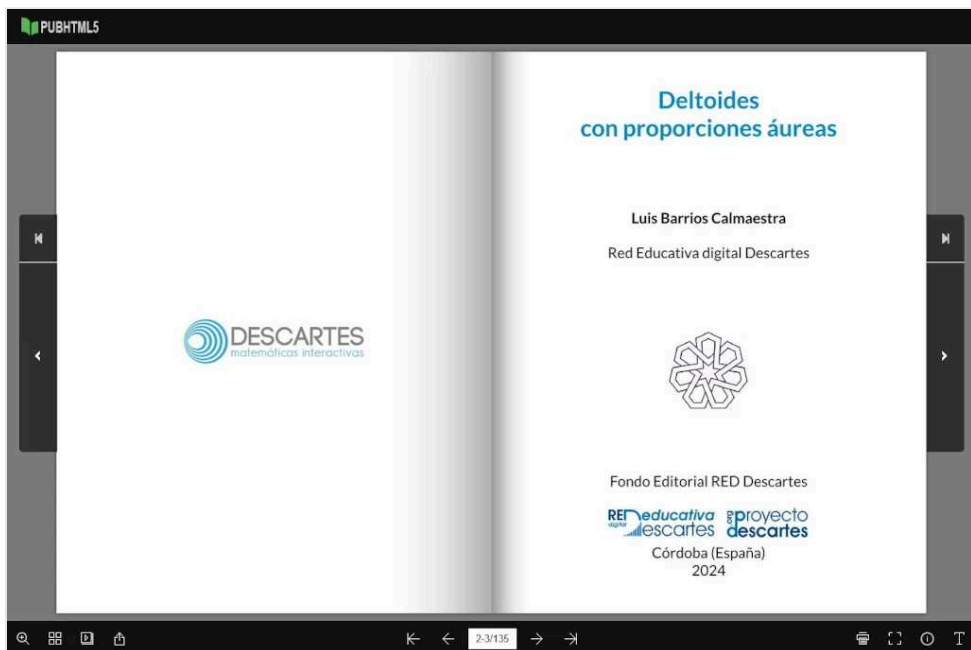 PUBHTML5
DESCARTES
matemáticas interactivas
Deltoides
con proporciones áureas
Luis Barrios Calmaestra
Red Educativa digital Descartes
Fondo Editorial RED Descartes
RED educativa
digital Descartes
proyecto
descartes
.org
Córdoba (España)
2024
2-3/135